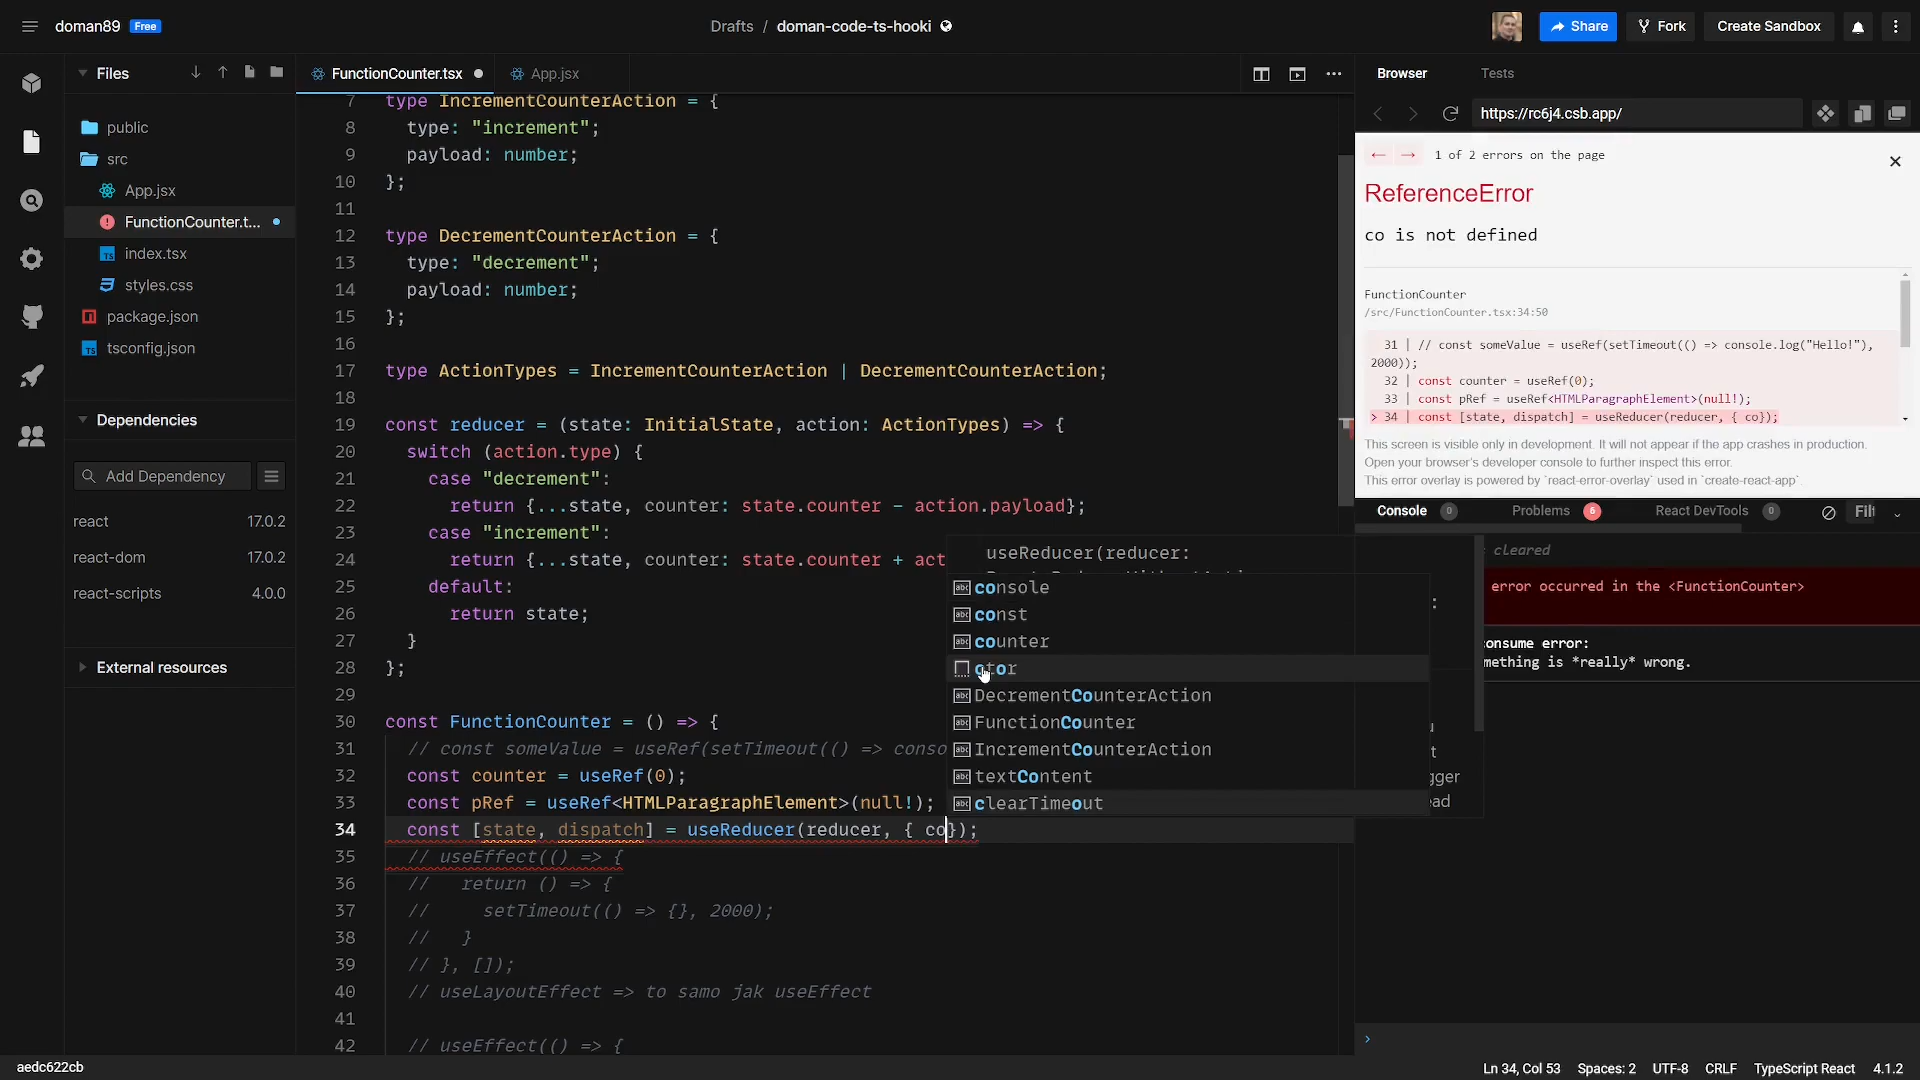 doman89 Free
Drafts / doman-code-ts-hooki
Share
Fork
Create Sandbox
Files
public
src
App.jsx
FunctionCounter.t...
index.tsx
styles.css
package.json
tsconfig.json
Dependencies
Add Dependency
react 17.0.2
react-dom 17.0.2
react-scripts 4.0.0
External resources
FunctionCounter.tsx
App.jsx
7 type IncrementCounterAction = {
8 type: "increment";
9 payload: number;
10 };
11
12 type DecrementCounterAction = {
13 type: "decrement";
14 payload: number;
15 };
16
17 type ActionTypes = IncrementCounterAction | DecrementCounterAction;
18
19 const reducer = (state: InitialState, action: ActionTypes) => {
20 switch (action.type) {
21 case "decrement":
22 return {...state, counter: state.counter - action.payload};
23 case "increment":
24 return {...state, counter: state.counter + act
25 default:
26 return state;
27 }
28 };
29
30 const FunctionCounter = () => {
31 // const someValue = useRef(setTimeout(() => conso
32 const counter = useRef(0);
33 const pRef = useRef<HTMLParagraphElement>(null!);
34 const [state, dispatch] = useReducer(reducer, { co});
35 // useEffect(() => {
36 // return () => {
37 // setTimeout(() => {}, 2000);
38 // }
39 // }, []);
40 // useLayoutEffect => to samo jak useEffect
41
42 // useEffect(() => {
useReducer(reducer:
console
const
counter
ctor
DecrementCounterAction
FunctionCounter
IncrementCounterAction
textContent
clearTimeout
Browser
Tests
https://rc6j4.csb.app/
← → 1 of 2 errors on the page
ReferenceError
co is not defined
FunctionCounter
/src/FunctionCounter.tsx:34:50
31 | // const someValue = useRef(setTimeout(() => console.log("Hello!"),
2000));
32 | const counter = useRef(0);
33 | const pRef = useRef<HTMLParagraphElement>(null!);
> 34 | const [state, dispatch] = useReducer(reducer, { co});
This screen is visible only in development. It will not appear if the app crashes in production.
Open your browser's developer console to further inspect this error.
This error overlay is powered by `react-error-overlay` used in `create-react-app`.
Console 0
Problems 6
React DevTools 0
Filt
cleared
error occurred in the <FunctionCounter>
onsume error:
mething is *really* wrong.
gger
ad
aedc622cb
Ln 34, Col 53
Spaces: 2
UTF-8
CRLF
TypeScript React
4.1.2